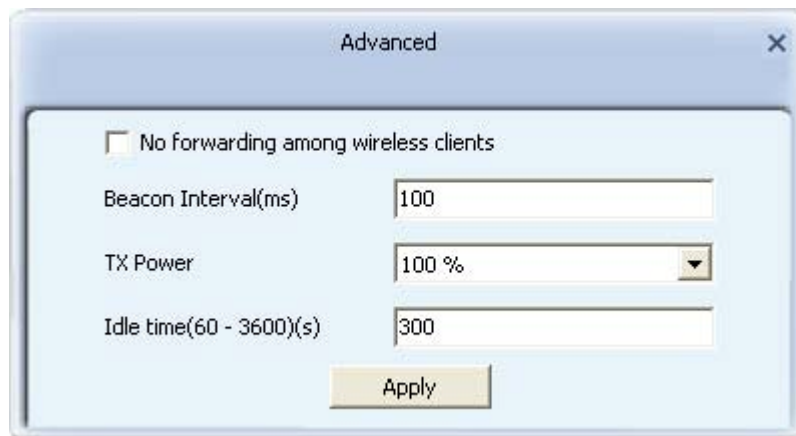 Advanced
No forwarding among wireless clients
Beacon Interval(ms) 100
TX Power 100 %
Idle time(60 - 3600)(s) 300
Apply